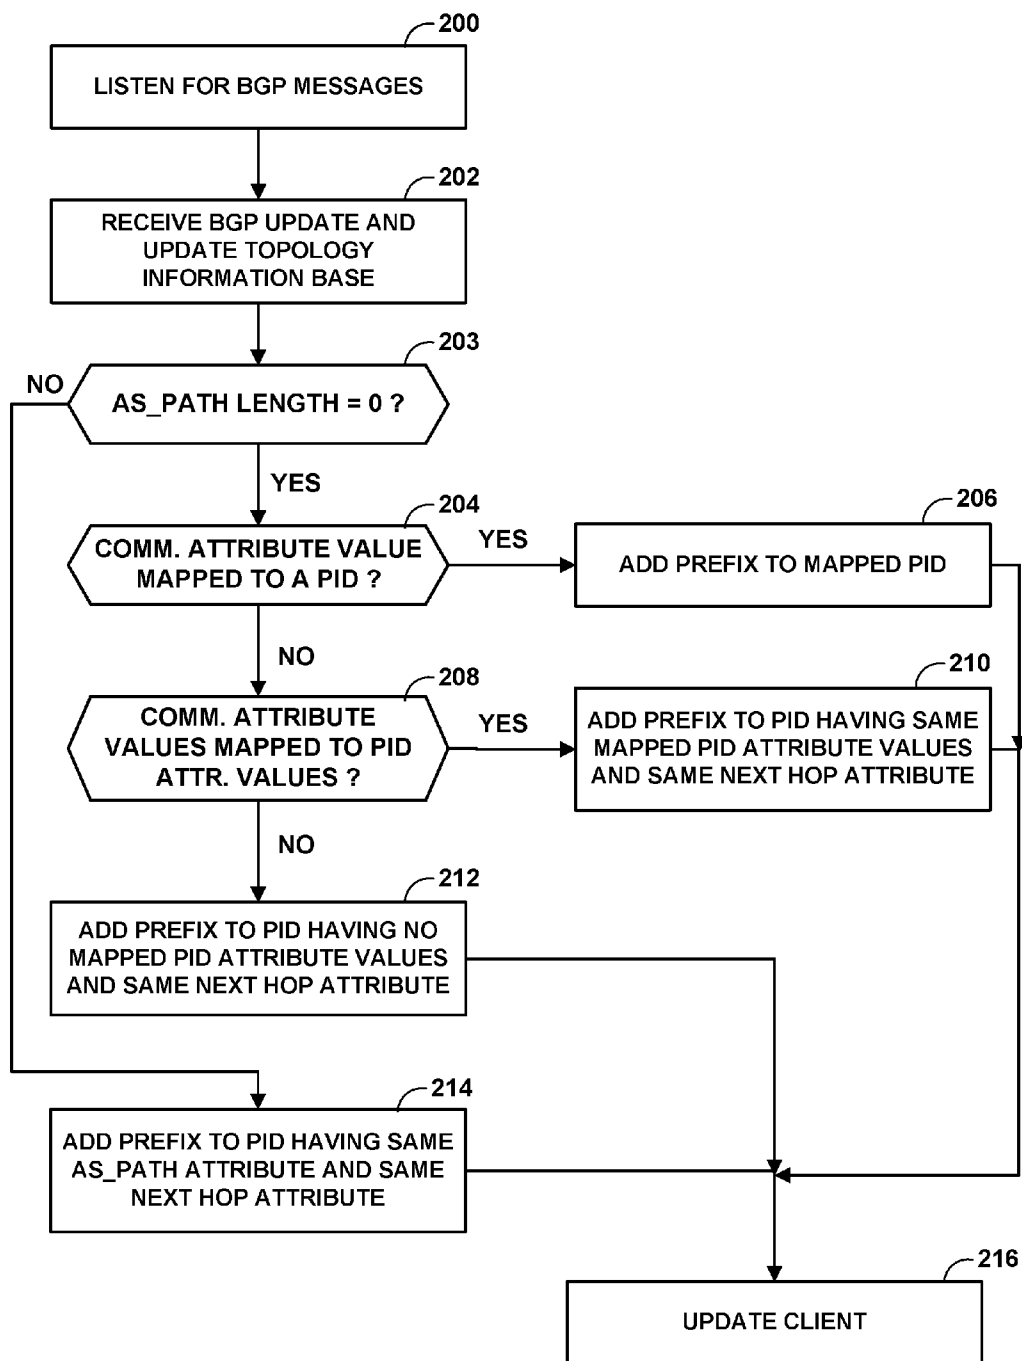 200
LISTEN FOR BGP MESSAGES
202
RECEIVE BGP UPDATE AND
UPDATE TOPOLOGY
INFORMATION BASE
203
NO
AS_PATH LENGTH = 0 ?
YES
204
COMM. ATTRIBUTE VALUE
MAPPED TO A PID ?
YES
206
ADD PREFIX TO MAPPED PID
NO
208
COMM. ATTRIBUTE
VALUES MAPPED TO PID
ATTR. VALUES ?
YES
210
ADD PREFIX TO PID HAVING SAME
MAPPED PID ATTRIBUTE VALUES
AND SAME NEXT HOP ATTRIBUTE
NO
212
ADD PREFIX TO PID HAVING NO
MAPPED PID ATTRIBUTE VALUES
AND SAME NEXT HOP ATTRIBUTE
214
ADD PREFIX TO PID HAVING SAME
AS_PATH ATTRIBUTE AND SAME
NEXT HOP ATTRIBUTE
216
UPDATE CLIENT